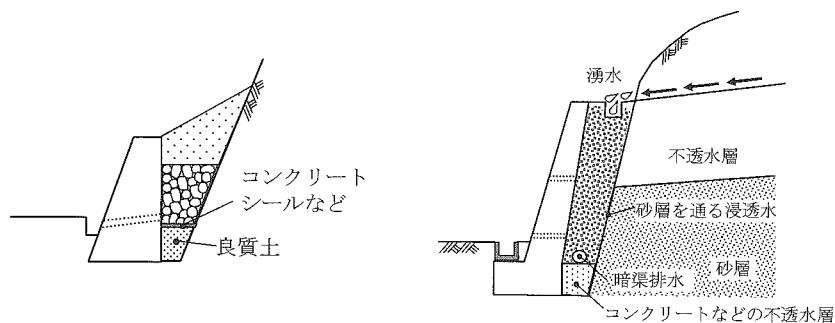 コンクリート
シールなど
良質土
湧水
不透水層
砂層を通る浸透水
砂層
暗渠排水
コンクリートなどの不透水層